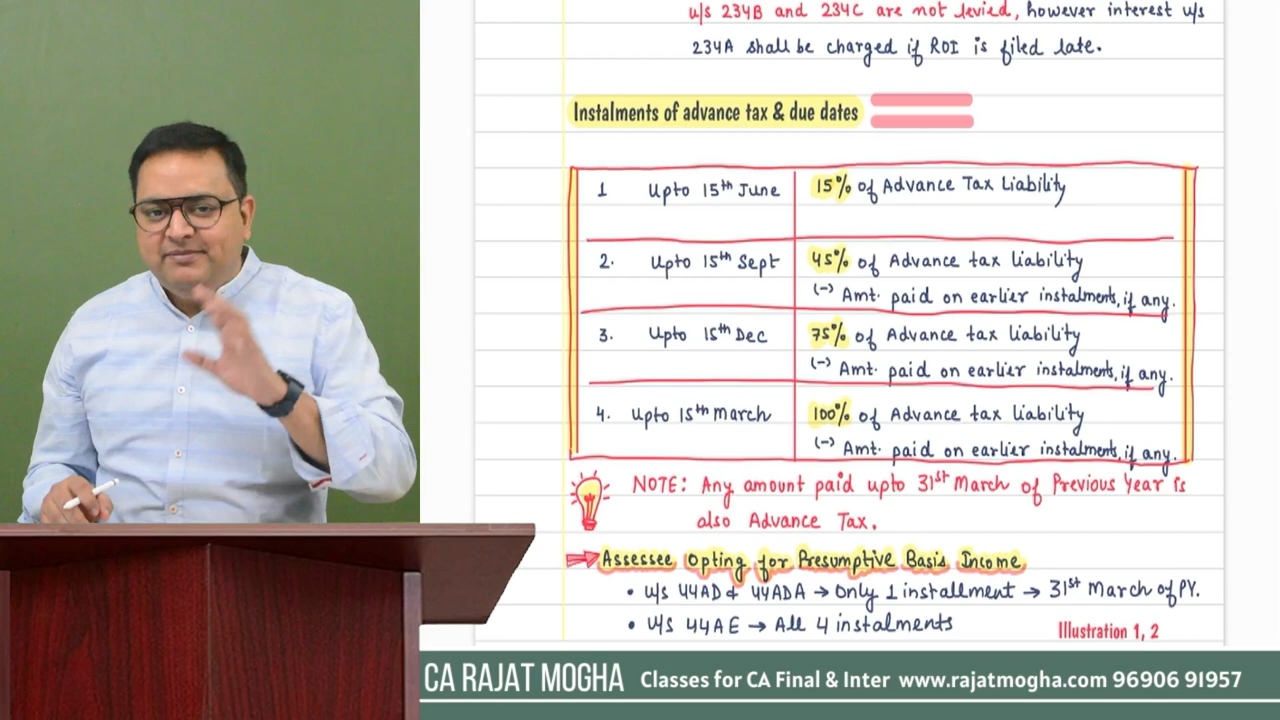 u/s 234B and 234C are not levied, however interest u/s
234A shall be charged if ROI is filed late.
Instalments of advance tax & due dates
1 Upto 15th June 15% of Advance Tax Liability
2. Upto 15th Sept 45% of Advance tax liability
(-) Amt. paid on earlier instalments, if any.
3. Upto 15th Dec 75% of Advance tax liability
(-) Amt. paid on earlier instalments, if any.
4. Upto 15th March 100% of Advance tax liability
(-) Amt. paid on earlier instalments, if any.
NOTE: Any amount paid upto 31st March of Previous Year is
also Advance Tax.
Assessee Opting for Presumptive Basis Income
• u/s 44AD & 44ADA → Only 1 installment → 31st March of PY.
• u/s 44AE → All 4 instalments
Illustration 1, 2
CA RAJAT MOGHA Classes for CA Final & Inter www.rajatmogha.com 96906 91957